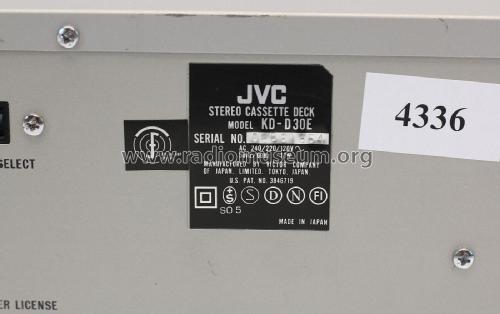 JVC
STEREO CASSETTE DECK
MODEL KD-D30E
SERIAL NO.
4336
AC 240/220/120V
SELECT
www.radiomuseum.org
MANUFACTURED BY VICTOR COMPANY
OF JAPAN, LIMITED. TOKYO, JAPAN
U.S. PAT. NO. 3846719
S
D
N
SO 5
MADE IN JAPAN
ER LICENSE